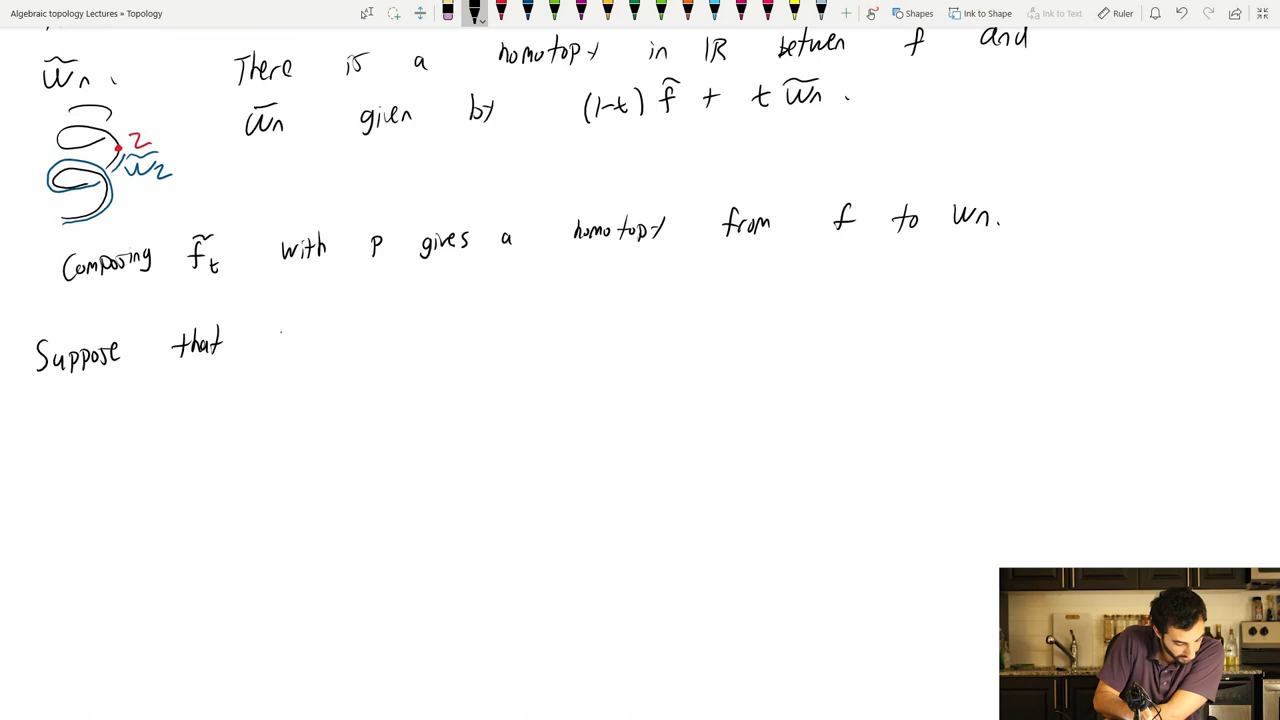 Algebraic topology Lectures » Topology
Shapes
Ink to Shape
Ink to Text
Ruler
w̃n. There is a homotopy in IR between f and
w̃n given by (1-t) f̃ + t w̃n.
2
w̃2
Composing f̃t with p gives a homotopy from f to wn.
Suppose that